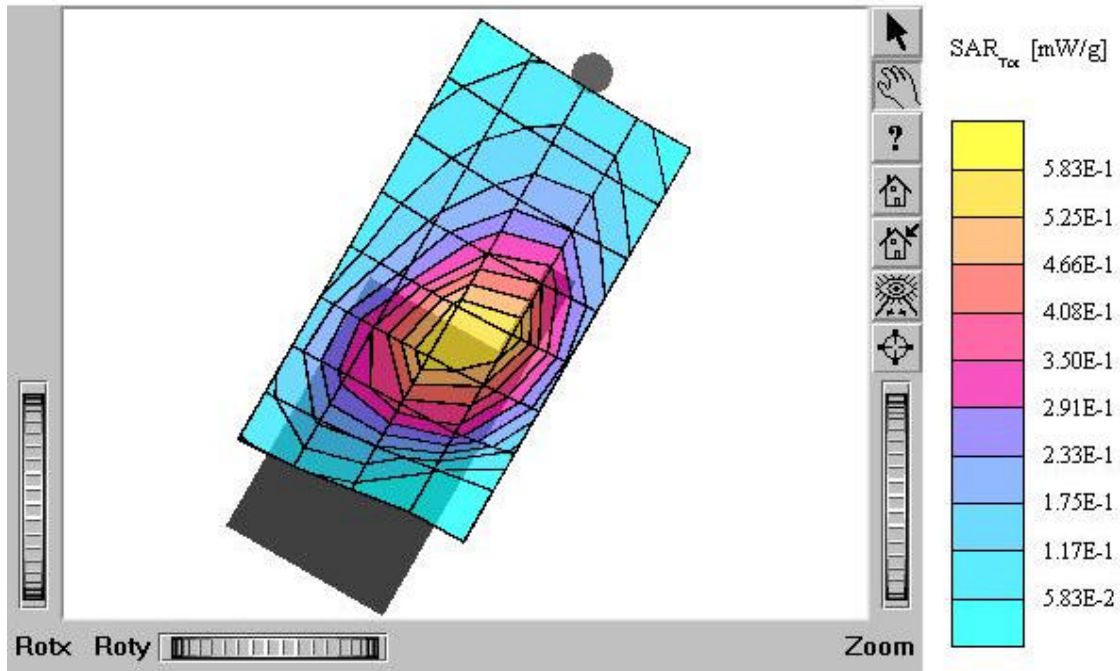 SARTot [mW/g]
?
5.83E-1
5.25E-1
4.66E-1
4.08E-1
3.50E-1
2.91E-1
2.33E-1
1.75E-1
1.17E-1
5.83E-2
Rotx Roty Zoom